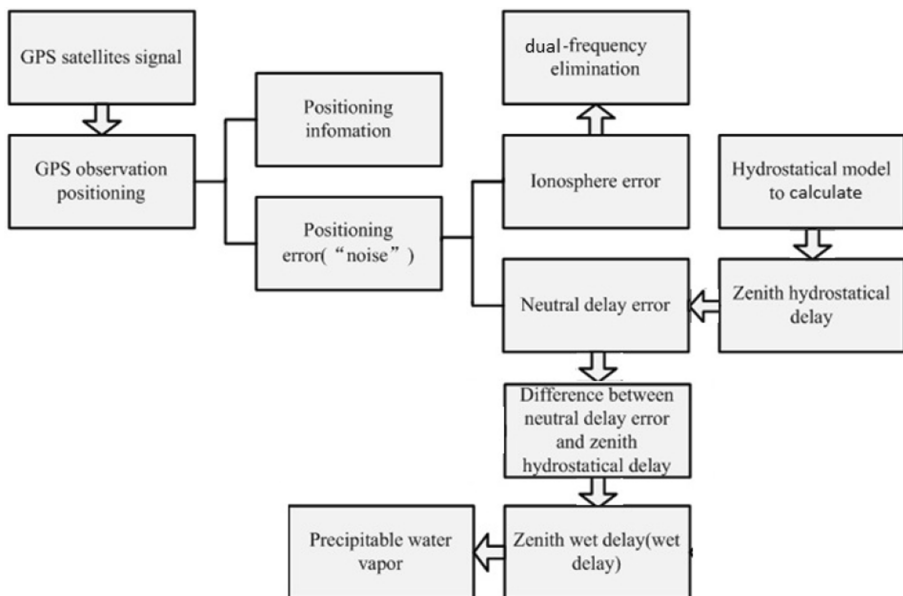 GPS satellites signal
dual-frequency
elimination
Positioning
infomation
GPS observation
positioning
Ionosphere error
Hydrostatical model
to calculate
Positioning
error(“noise”)
Neutral delay error
Zenith hydrostatical
delay
Difference between
neutral delay error
and zenith
hydrostatical delay
Precipitable water
vapor
Zenith wet delay(wet
delay)